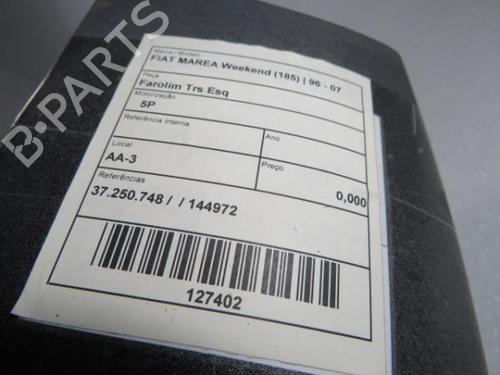 B-PARTS
Marca / Modelo
FIAT MAREA Weekend (185) | 96 - 07
Peça
Farolim Trs Esq
Motorização
5P
Referência Interna
Ano
Local
AA-3
Preço
0,000
Referências
37.250.748 / / 144972
127402